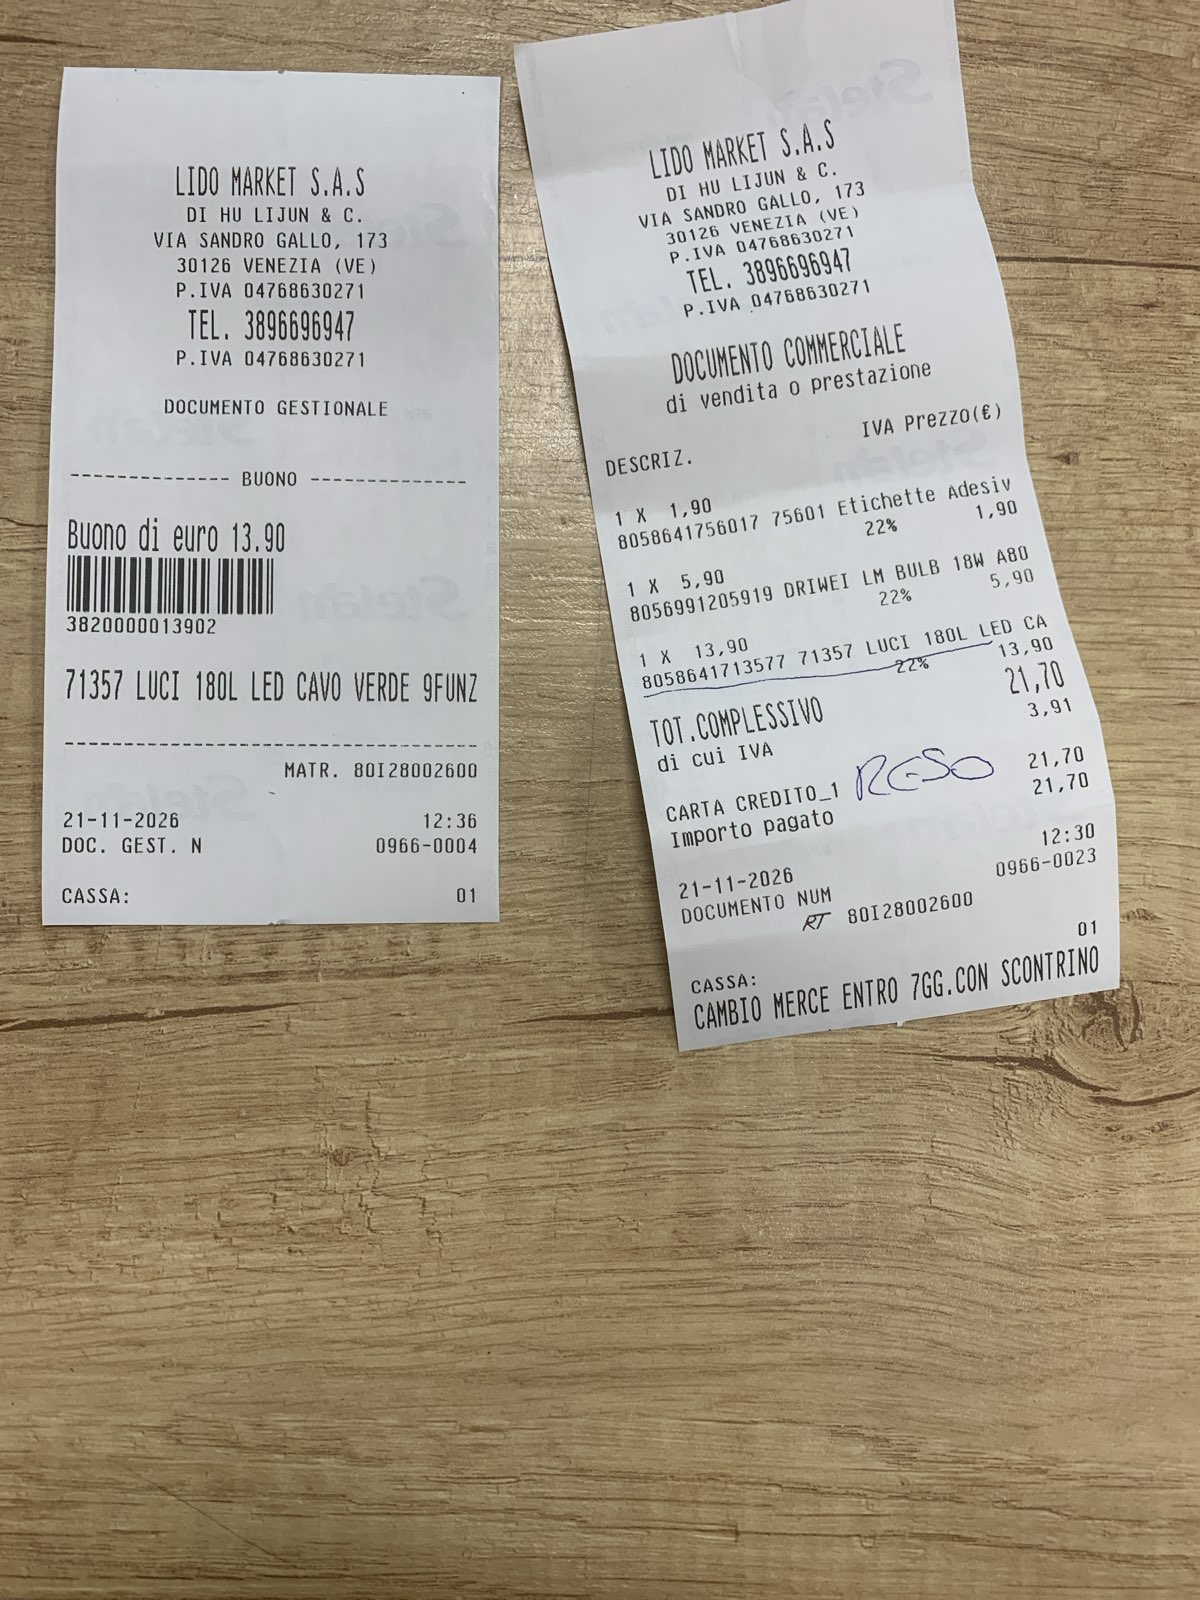 LIDO MARKET S.A.S
DI HU LIJUN & C.
VIA SANDRO GALLO, 173
30126 VENEZIA (VE)
P.IVA 04768630271
TEL. 3896696947
P.IVA 04768630271
DOCUMENTO GESTIONALE
-------------- BUONO --------------
Buono di euro 13.90
3820000013902
71357 LUCI 180L LED CAVO VERDE 9FUNZ
MATR. 80I28002600
21-11-2026 12:36
DOC. GEST. N 0966-0004
CASSA: 01
LIDO MARKET S.A.S
DI HU LIJUN & C.
VIA SANDRO GALLO, 173
30126 VENEZIA (VE)
P.IVA 04768630271
TEL. 3896696947
P.IVA 04768630271
DOCUMENTO COMMERCIALE
di vendita o prestazione
IVA Prezzo(€)
DESCRIZ.
1 X 1,90
8058641756017 75601 Etichette Adesiv
22% 1,90
1 X 5,90
8056991205919 DRIWEI LM BULB 18W A80
22% 5,90
1 X 13,90
8058641713577 71357 LUCI 180L LED CA
22% 13,90
TOT.COMPLESSIVO 21,70
di cui IVA 3,91
RESO
CARTA CREDITO_1 21,70
Importo pagato 21,70
21-11-2026 12:30
DOCUMENTO NUM 0966-0023
RT 80I28002600
CASSA: 01
CAMBIO MERCE ENTRO 7GG.CON SCONTRINO